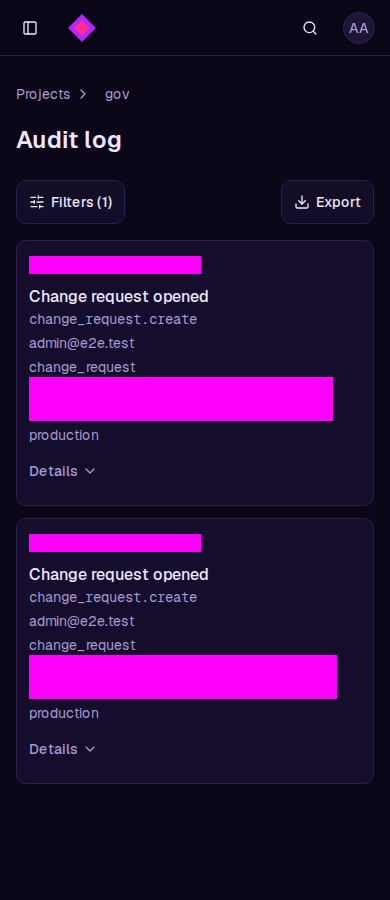 AA
Projects
gov
Audit log
Filters (1)
Export
Change request opened
change_request.create
admin@e2e.test
change_request
production
Details
Change request opened
change_request.create
admin@e2e.test
change_request
production
Details